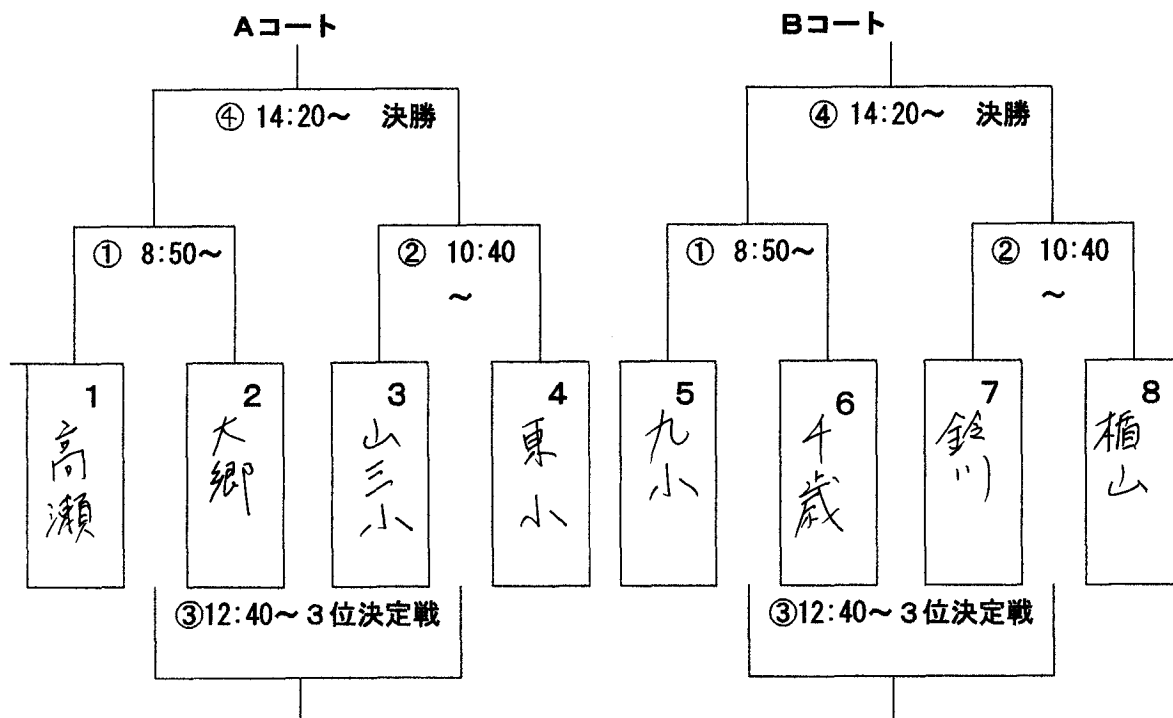 Aコート
Bコート
④ 14:20～ 決勝
④ 14:20～ 決勝
① 8:50～
② 10:40
～
① 8:50～
② 10:40
～
1
高瀬
2
大郷
3
山三小
4
東小
5
九小
6
千歳
7
鈴川
8
楯山
③12:40～３位決定戦
③12:40～３位決定戦